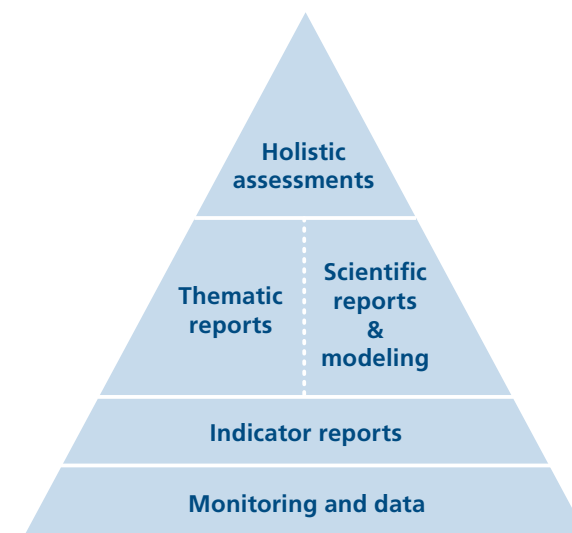 Holistic
assessments
Thematic
reports
Scientific
reports
&
modeling
Indicator reports
Monitoring and data